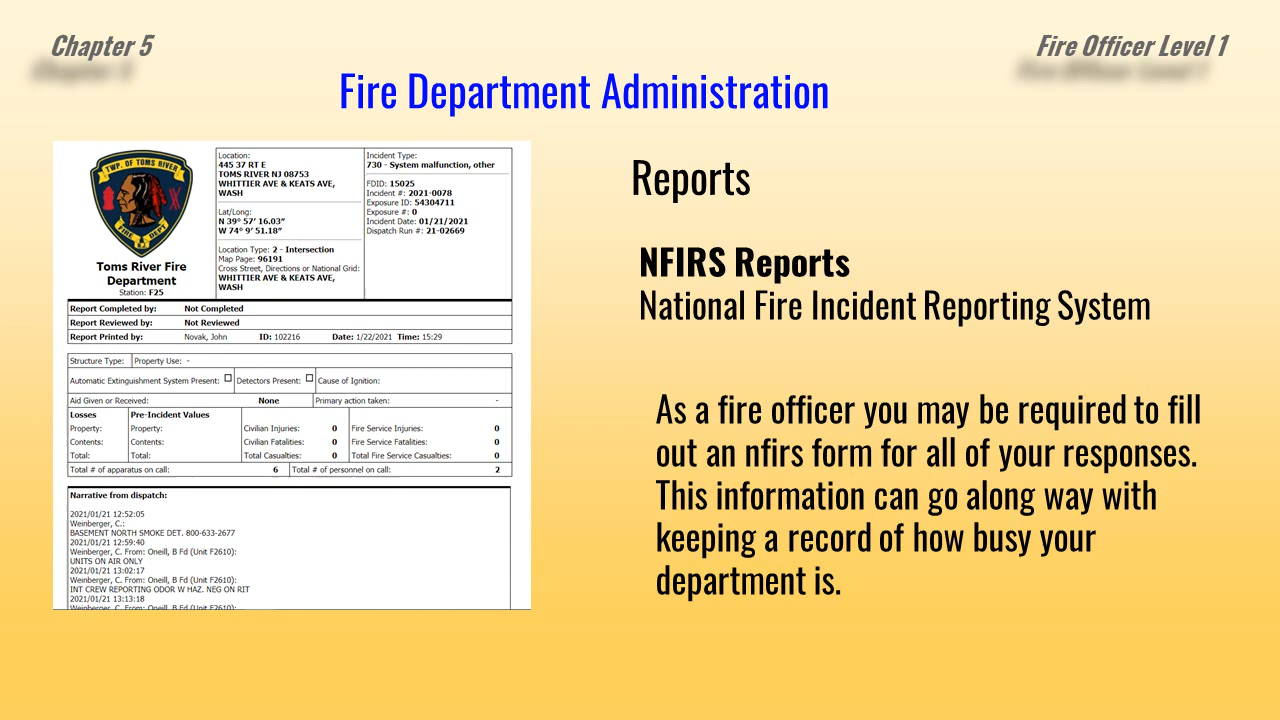 Chapter 5
Fire Officer Level 1
Fire Department Administration
TWP. OF TOMS RIVER
FIRE DEPT
NJ
Toms River Fire
Department
Station: F25
Location:
445 37 RT E
TOMS RIVER NJ 08753
WHITTIER AVE & KEATS AVE,
WASH
Lat/Long:
N 39° 57' 16.03"
W 74° 9' 51.18"
Location Type: 2 - Intersection
Map Page: 96191
Cross Street, Directions or National Grid:
WHITTIER AVE & KEATS AVE,
WASH
Incident Type:
730 - System malfunction, other
FDID: 15025
Incident #: 2021-0078
Exposure ID: 54304711
Exposure #: 0
Incident Date: 01/21/2021
Dispatch Run #: 21-02669
Report Completed by: Not Completed
Report Reviewed by: Not Reviewed
Report Printed by: Novak, John ID: 102216 Date: 1/22/2021 Time: 15:29
Structure Type: Property Use: -
Automatic Extinguishment System Present: Detectors Present: Cause of Ignition:
Aid Given or Received: None Primary action taken: -
Losses Pre-Incident Values
Property: Property: Civilian Injuries: 0 Fire Service Injuries: 0
Contents: Contents: Civilian Fatalities: 0 Fire Service Fatalities: 0
Total: Total: Total Casualties: 0 Total Fire Service Casualties: 0
Total # of apparatus on call: 6 Total # of personnel on call: 2
Narrative from dispatch:
2021/01/21 12:52:05
Weinberger, C.:
BASEMENT NORTH SMOKE DET. 800-633-2677
2021/01/21 12:59:40
Weinberger, C. From: Oneill, B Fd (Unit F2610):
UNITS ON AIR ONLY
2021/01/21 13:02:17
Weinberger, C. From: Oneill, B Fd (Unit F2610):
INT CREW REPORTING ODOR W HAZ. NEG ON RIT
2021/01/21 13:13:18
Weinberger, C. From: Oneill, B Fd (Unit F2610):
Reports
NFIRS Reports
National Fire Incident Reporting System
As a fire officer you may be required to fill
out an nfirs form for all of your responses.
This information can go along way with
keeping a record of how busy your
department is.